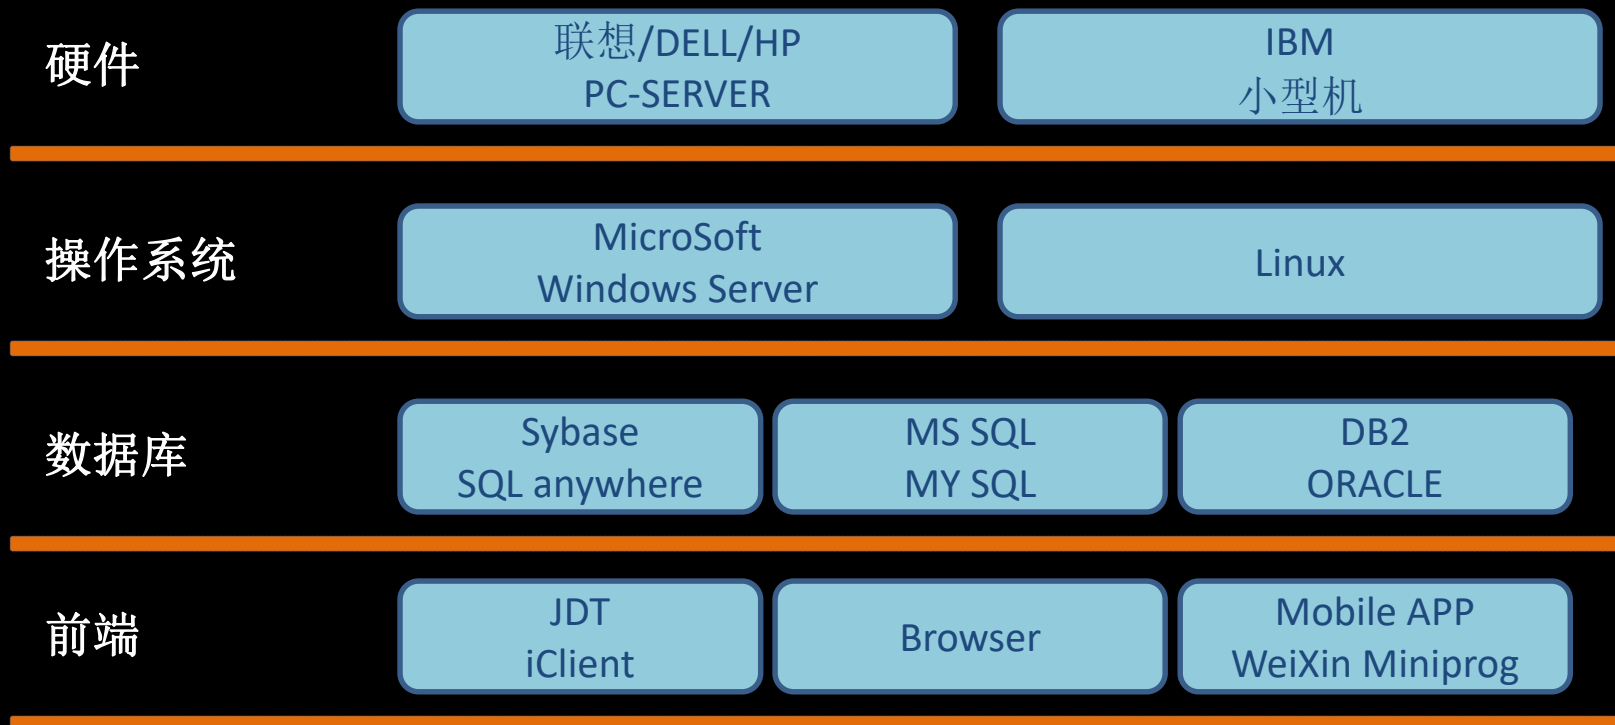 硬件
联想/DELL/HP
PC-SERVER
IBM
小型机
操作系统
MicroSoft
Windows Server
Linux
数据库
Sybase
SQL anywhere
MS SQL
MY SQL
DB2
ORACLE
前端
JDT
iClient
Browser
Mobile APP
WeiXin Miniprog